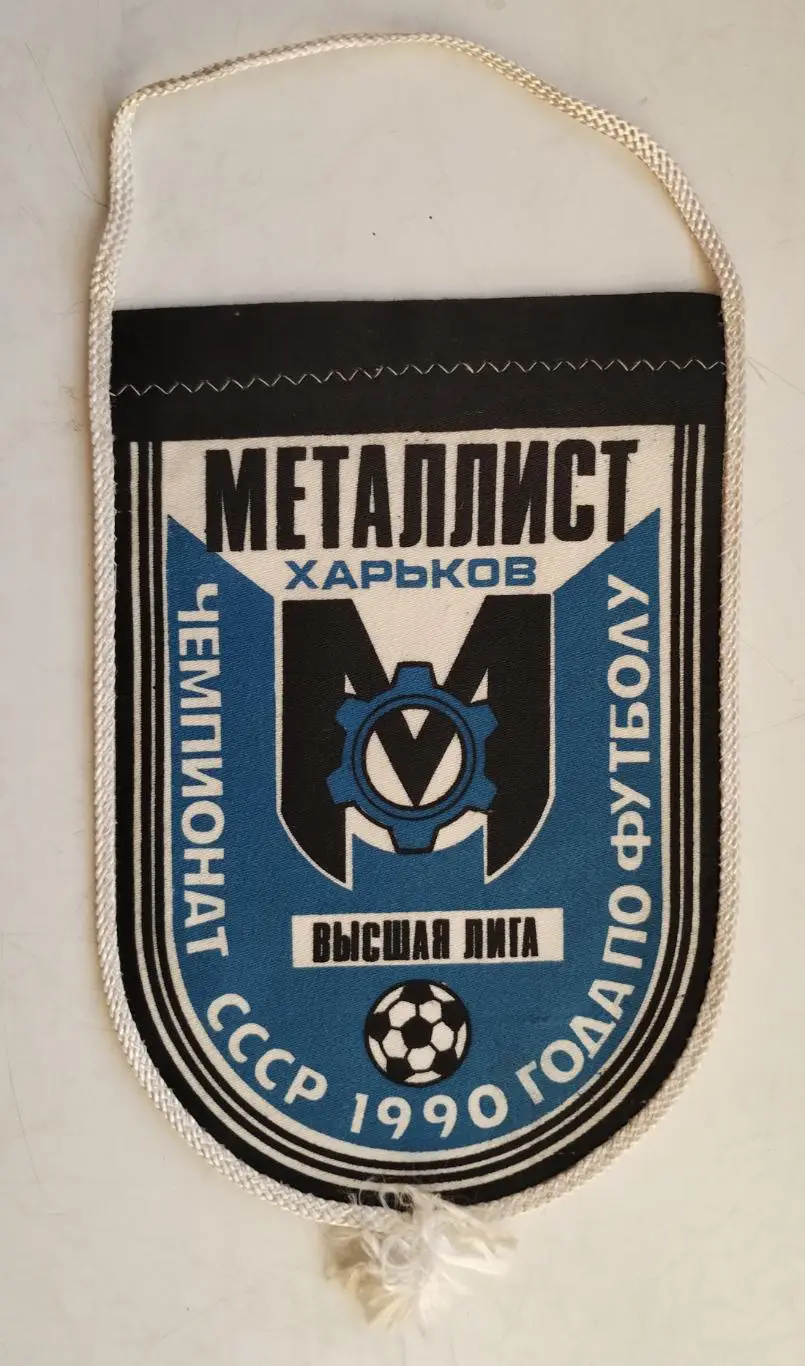 МЕТАЛЛИСТ
ХАРЬКОВ
М
ВЫСШАЯ ЛИГА
ЧЕМПИОНАТ СССР 1990 ГОДА ПО ФУТБОЛУ